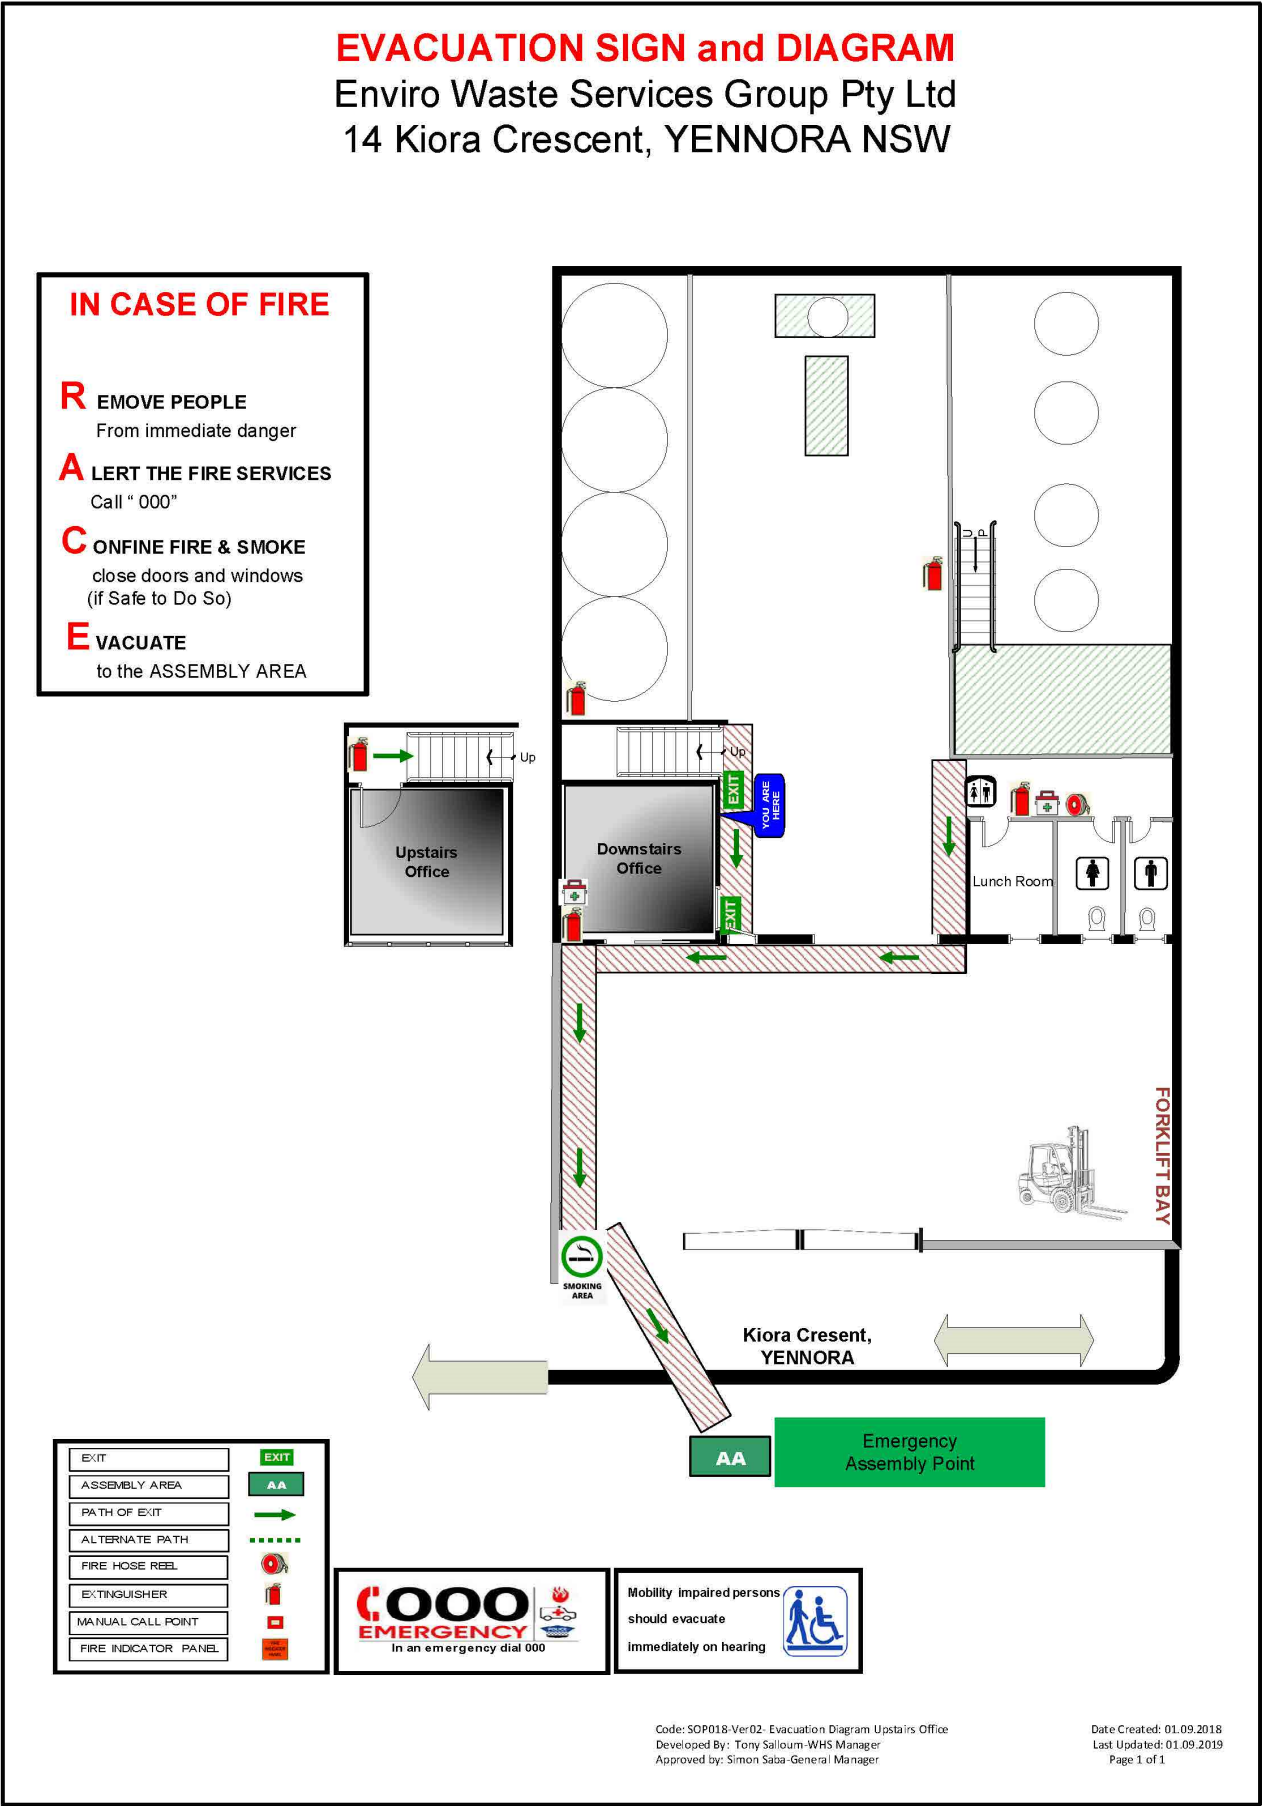 EVACUATION SIGN and DIAGRAM
Enviro Waste Services Group Pty Ltd
14 Kiora Crescent, YENNORA NSW
IN CASE OF FIRE
R EMOVE PEOPLE
From immediate danger
A LERT THE FIRE SERVICES
Call “ 000”
C ONFINE FIRE & SMOKE
close doors and windows
(if Safe to Do So)
E VACUATE
to the ASSEMBLY AREA
UP
Up
Up
EXIT
YOU ARE
HERE
Upstairs
Office
Downstairs
Office
EXIT
Lunch Room
FORKLIFT BAY
SMOKING
AREA
Kiora Cresent,
YENNORA
AA
Emergency
Assembly Point
EXIT EXIT
ASSEMBLY AREA AA
PATH OF EXIT
ALTERNATE PATH
FIRE HOSE REEL
EXTINGUISHER
MANUAL CALL POINT
FIRE INDICATOR PANEL
000
EMERGENCY
POLICE
In an emergency dial 000
Mobility impaired persons
should evacuate
immediately on hearing
Code: SOP018-Ver02- Evacuation Diagram Upstairs Office
Developed By: Tony Salloum-WHS Manager
Approved by: Simon Saba-General Manager
Date Created: 01.09.2018
Last Updated: 01.09.2019
Page 1 of 1